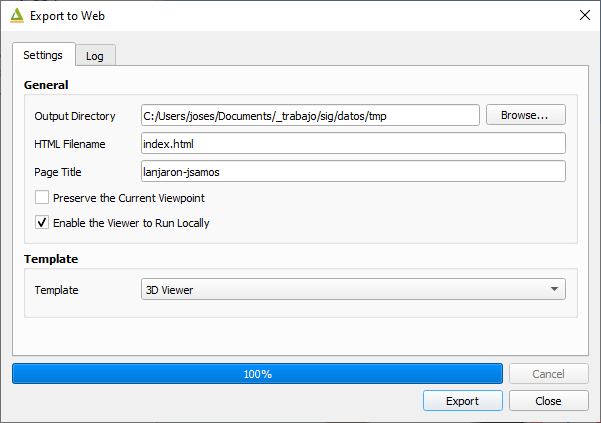 Export to Web
Settings
Log
General
Output Directory
C:/Users/joses/Documents/_trabajo/sig/datos/tmp
Browse...
HTML Filename
index.html
Page Title
lanjaron-jsamos
Preserve the Current Viewpoint
Enable the Viewer to Run Locally
Template
Template
3D Viewer
100%
Cancel
Export
Close